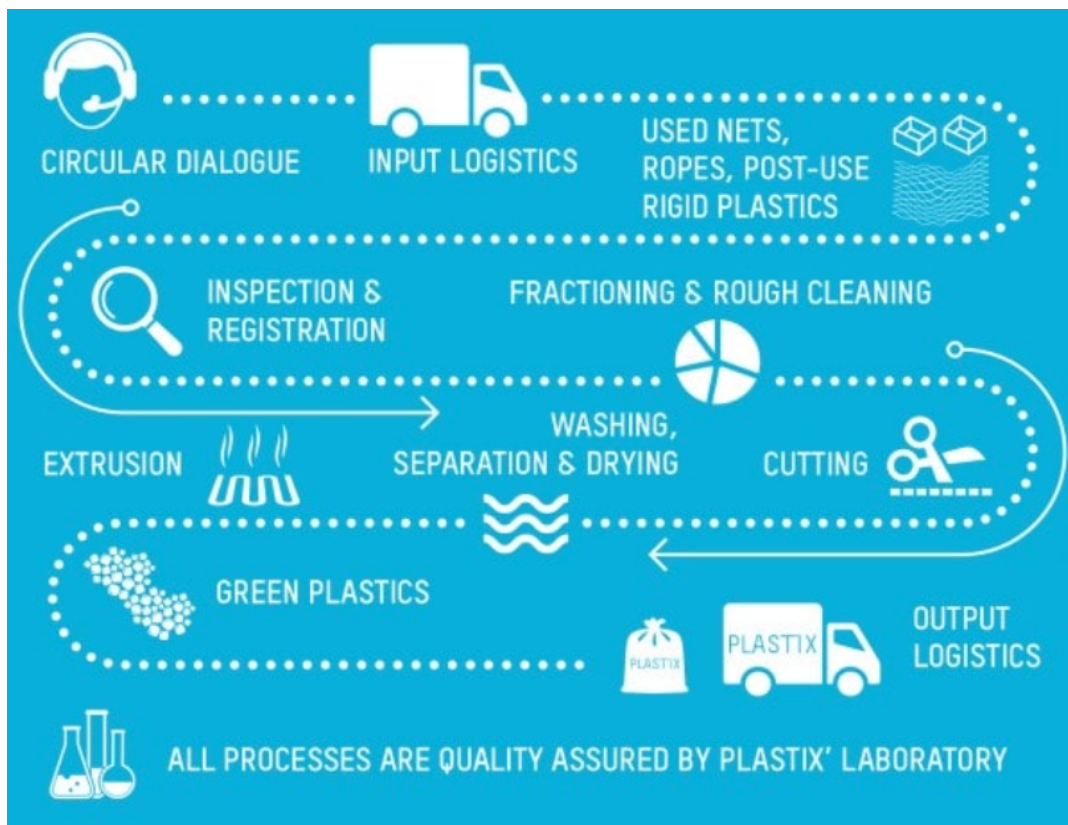 CIRCULAR DIALOGUE
INPUT LOGISTICS
USED NETS,
ROPES, POST-USE
RIGID PLASTICS
INSPECTION &
REGISTRATION
FRACTIONING & ROUGH CLEANING
CUTTING
WASHING,
SEPARATION & DRYING
EXTRUSION
GREEN PLASTICS
PLASTIX
PLASTIX
OUTPUT
LOGISTICS
ALL PROCESSES ARE QUALITY ASSURED BY PLASTIX' LABORATORY